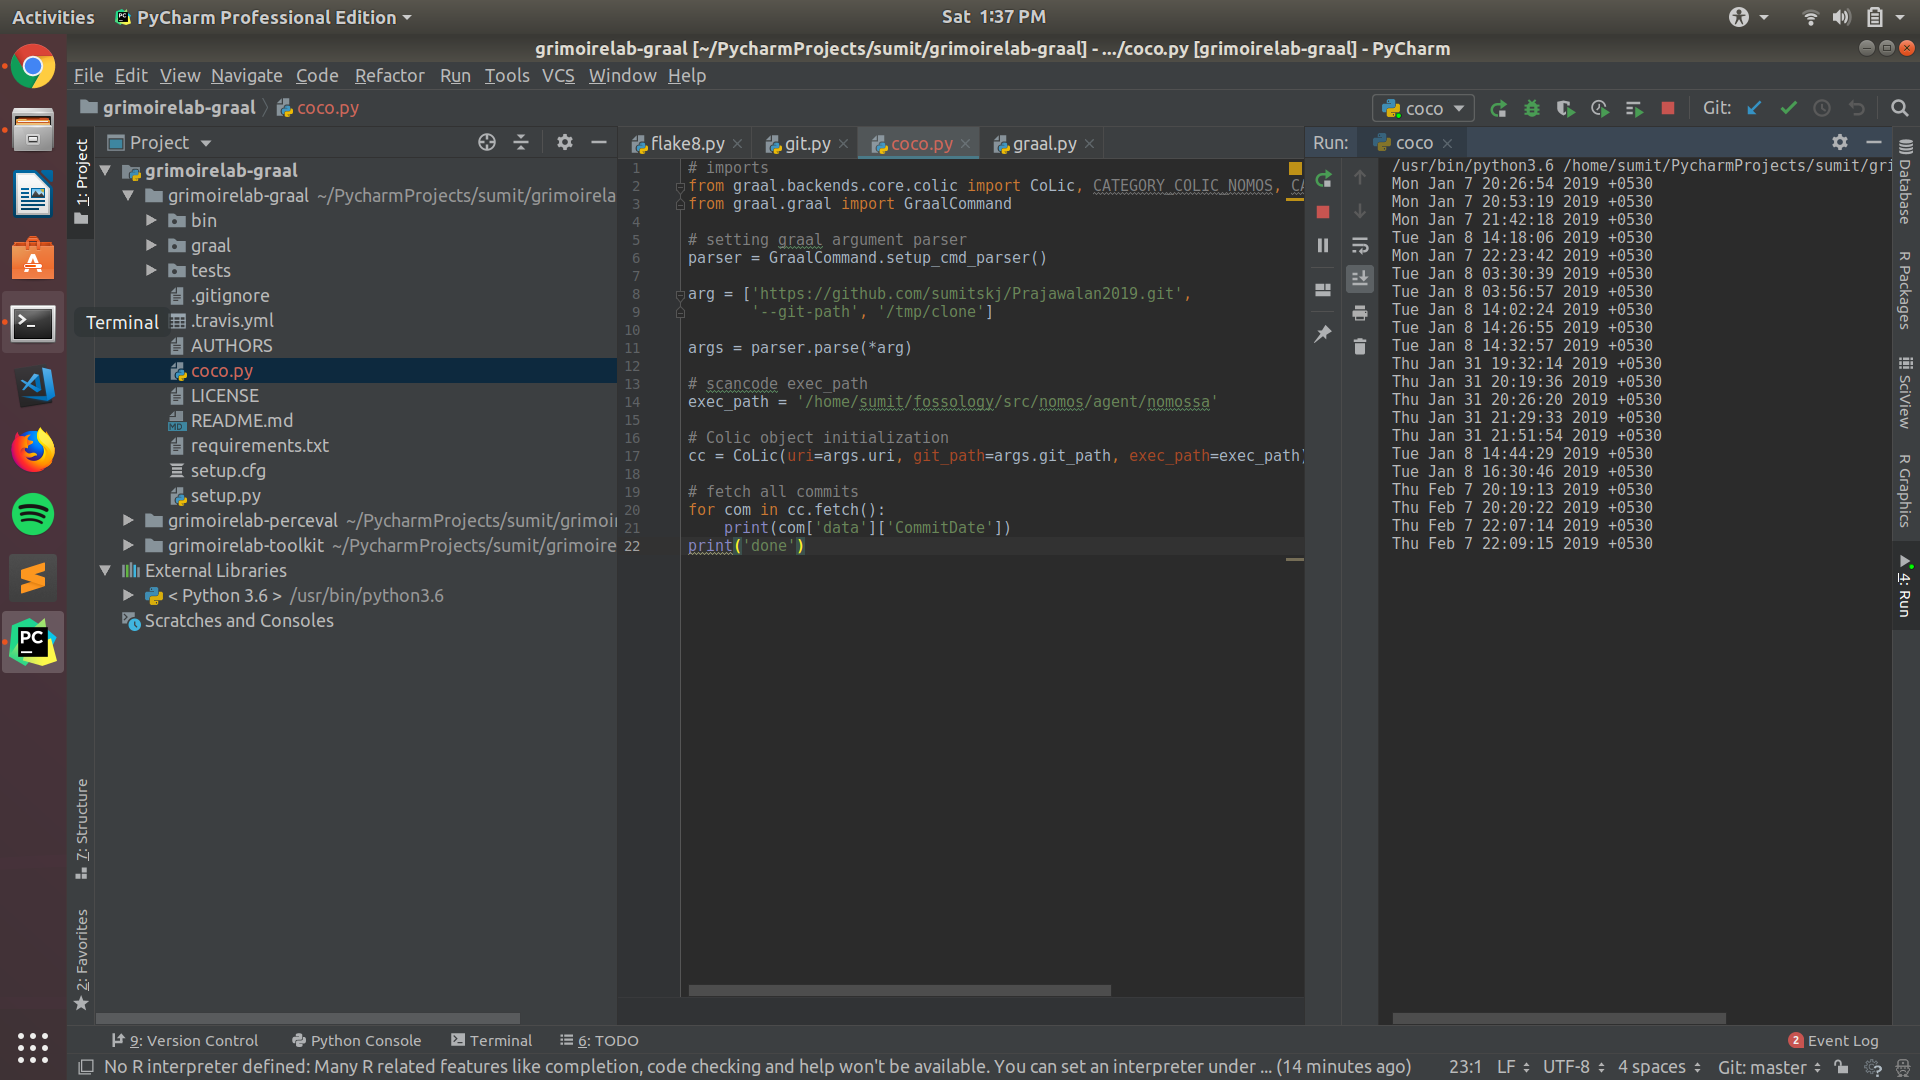 Activities PyCharm Professional Edition Sat 1:37 PM
grimoirelab-graal [~/PycharmProjects/sumit/grimoirelab-graal] - .../coco.py [grimoirelab-graal] - PyCharm
File Edit View Navigate Code Refactor Run Tools VCS Window Help
grimoirelab-graal coco.py coco Git:
1: Project
7: Structure
2: Favorites
Terminal
Project
grimoirelab-graal
grimoirelab-graal ~/PycharmProjects/sumit/grimoirela
bin
graal
tests
.gitignore
.travis.yml
AUTHORS
coco.py
LICENSE
MD README.md
requirements.txt
setup.cfg
setup.py
grimoirelab-perceval ~/PycharmProjects/sumit/grimoi
grimoirelab-toolkit ~/PycharmProjects/sumit/grimoire
External Libraries
< Python 3.6 > /usr/bin/python3.6
Scratches and Consoles
PC
flake8.py git.py coco.py graal.py
1 # imports
2 from graal.backends.core.colic import CoLic, CATEGORY_COLIC_NOMOS, CA
3 from graal.graal import GraalCommand
4
5 # setting graal argument parser
6 parser = GraalCommand.setup_cmd_parser()
7
8 arg = ['https://github.com/sumitskj/Prajawalan2019.git',
9 '--git-path', '/tmp/clone']
10
11 args = parser.parse(*arg)
12
13 # scancode exec_path
14 exec_path = '/home/sumit/fossology/src/nomos/agent/nomossa'
15
16 # Colic object initialization
17 cc = CoLic(uri=args.uri, git_path=args.git_path, exec_path=exec_path)
18
19 # fetch all commits
20 for com in cc.fetch():
21 print(com['data']['CommitDate'])
22 print('done')
Run: coco
/usr/bin/python3.6 /home/sumit/PycharmProjects/sumit/gri
Mon Jan 7 20:26:54 2019 +0530
Mon Jan 7 20:53:19 2019 +0530
Mon Jan 7 21:42:18 2019 +0530
Tue Jan 8 14:18:06 2019 +0530
Mon Jan 7 22:23:42 2019 +0530
Tue Jan 8 03:30:39 2019 +0530
Tue Jan 8 03:56:57 2019 +0530
Tue Jan 8 14:02:24 2019 +0530
Tue Jan 8 14:26:55 2019 +0530
Tue Jan 8 14:32:57 2019 +0530
Thu Jan 31 19:32:14 2019 +0530
Thu Jan 31 20:19:36 2019 +0530
Thu Jan 31 20:26:20 2019 +0530
Thu Jan 31 21:29:33 2019 +0530
Thu Jan 31 21:51:54 2019 +0530
Tue Jan 8 14:44:29 2019 +0530
Tue Jan 8 16:30:46 2019 +0530
Thu Feb 7 20:19:13 2019 +0530
Thu Feb 7 20:20:22 2019 +0530
Thu Feb 7 22:07:14 2019 +0530
Thu Feb 7 22:09:15 2019 +0530
Database
R Packages
SciView
R Graphics
4: Run
9: Version Control Python Console Terminal 6: TODO 2 Event Log
No R interpreter defined: Many R related features like completion, code checking and help won't be available. You can set an interpreter under ... (14 minutes ago) 23:1 LF UTF-8 4 spaces Git: master